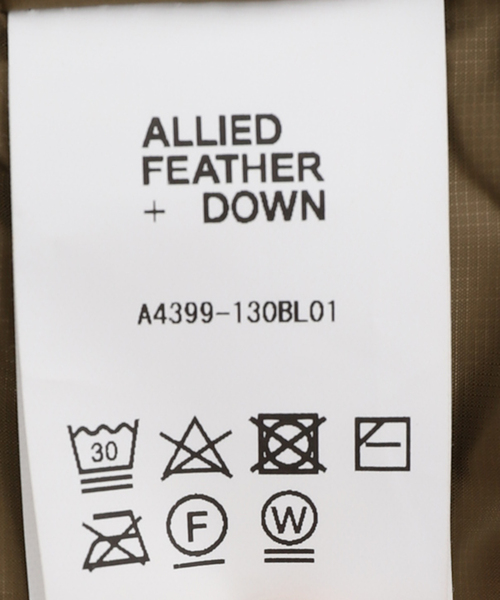 ALLIED
FEATHER
+ DOWN
A4399-130BL01
30
F
W